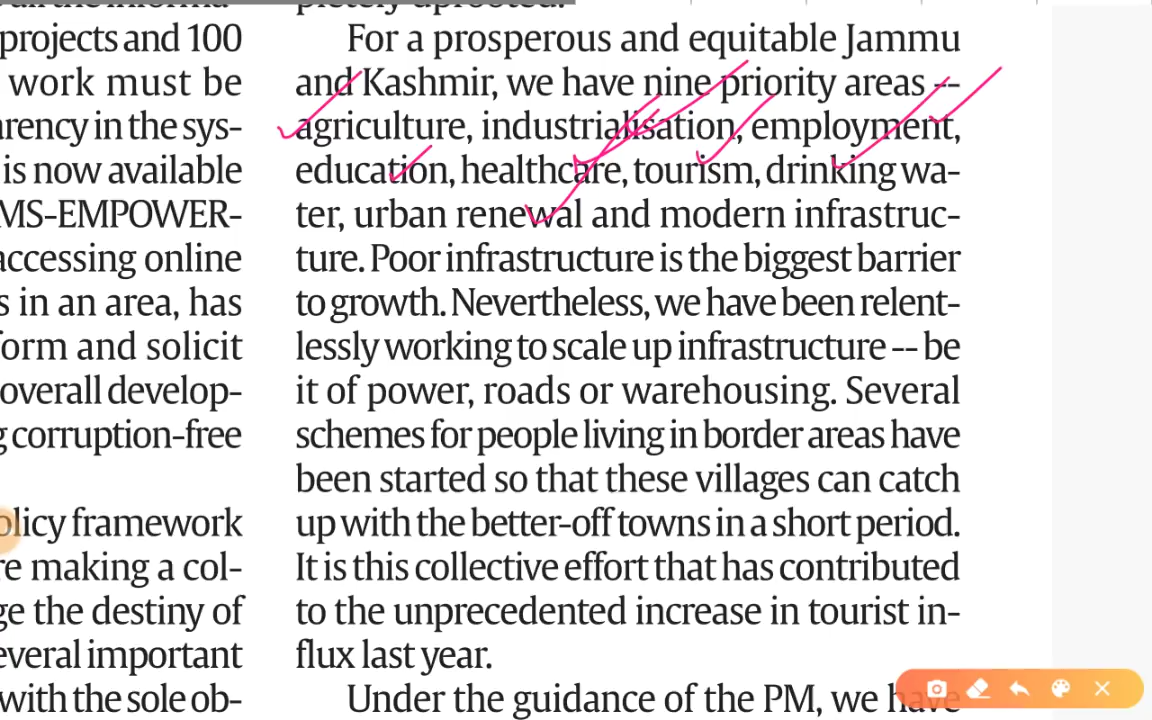 projects and 100
work must be
in the sys-
is now available
MS-EMPOWER-
accessing online
s in an area, has
and solicit
overall develop-
corruption-free
framework
making a col-
the destiny of
important
with the sole ob-
For a prosperous and equitable Jammu
and Kashmir, we have nine priority areas --
agriculture, industrialisation, employment,
education, healthcare, tourism, drinking wa-
ter, urban renewal and modern infrastruc-
ture. Poor infrastructure is the biggest barrier
to growth. Nevertheless, we have been relent-
lessly working to scale up infrastructure -- be
it of power, roads or warehousing. Several
schemes for people living in border areas have
been started so that these villages can catch
up with the better-off towns in a short period.
It is this collective effort that has contributed
to the unprecedented increase in tourist in-
flux last year.
Under the guidance of the PM, we have